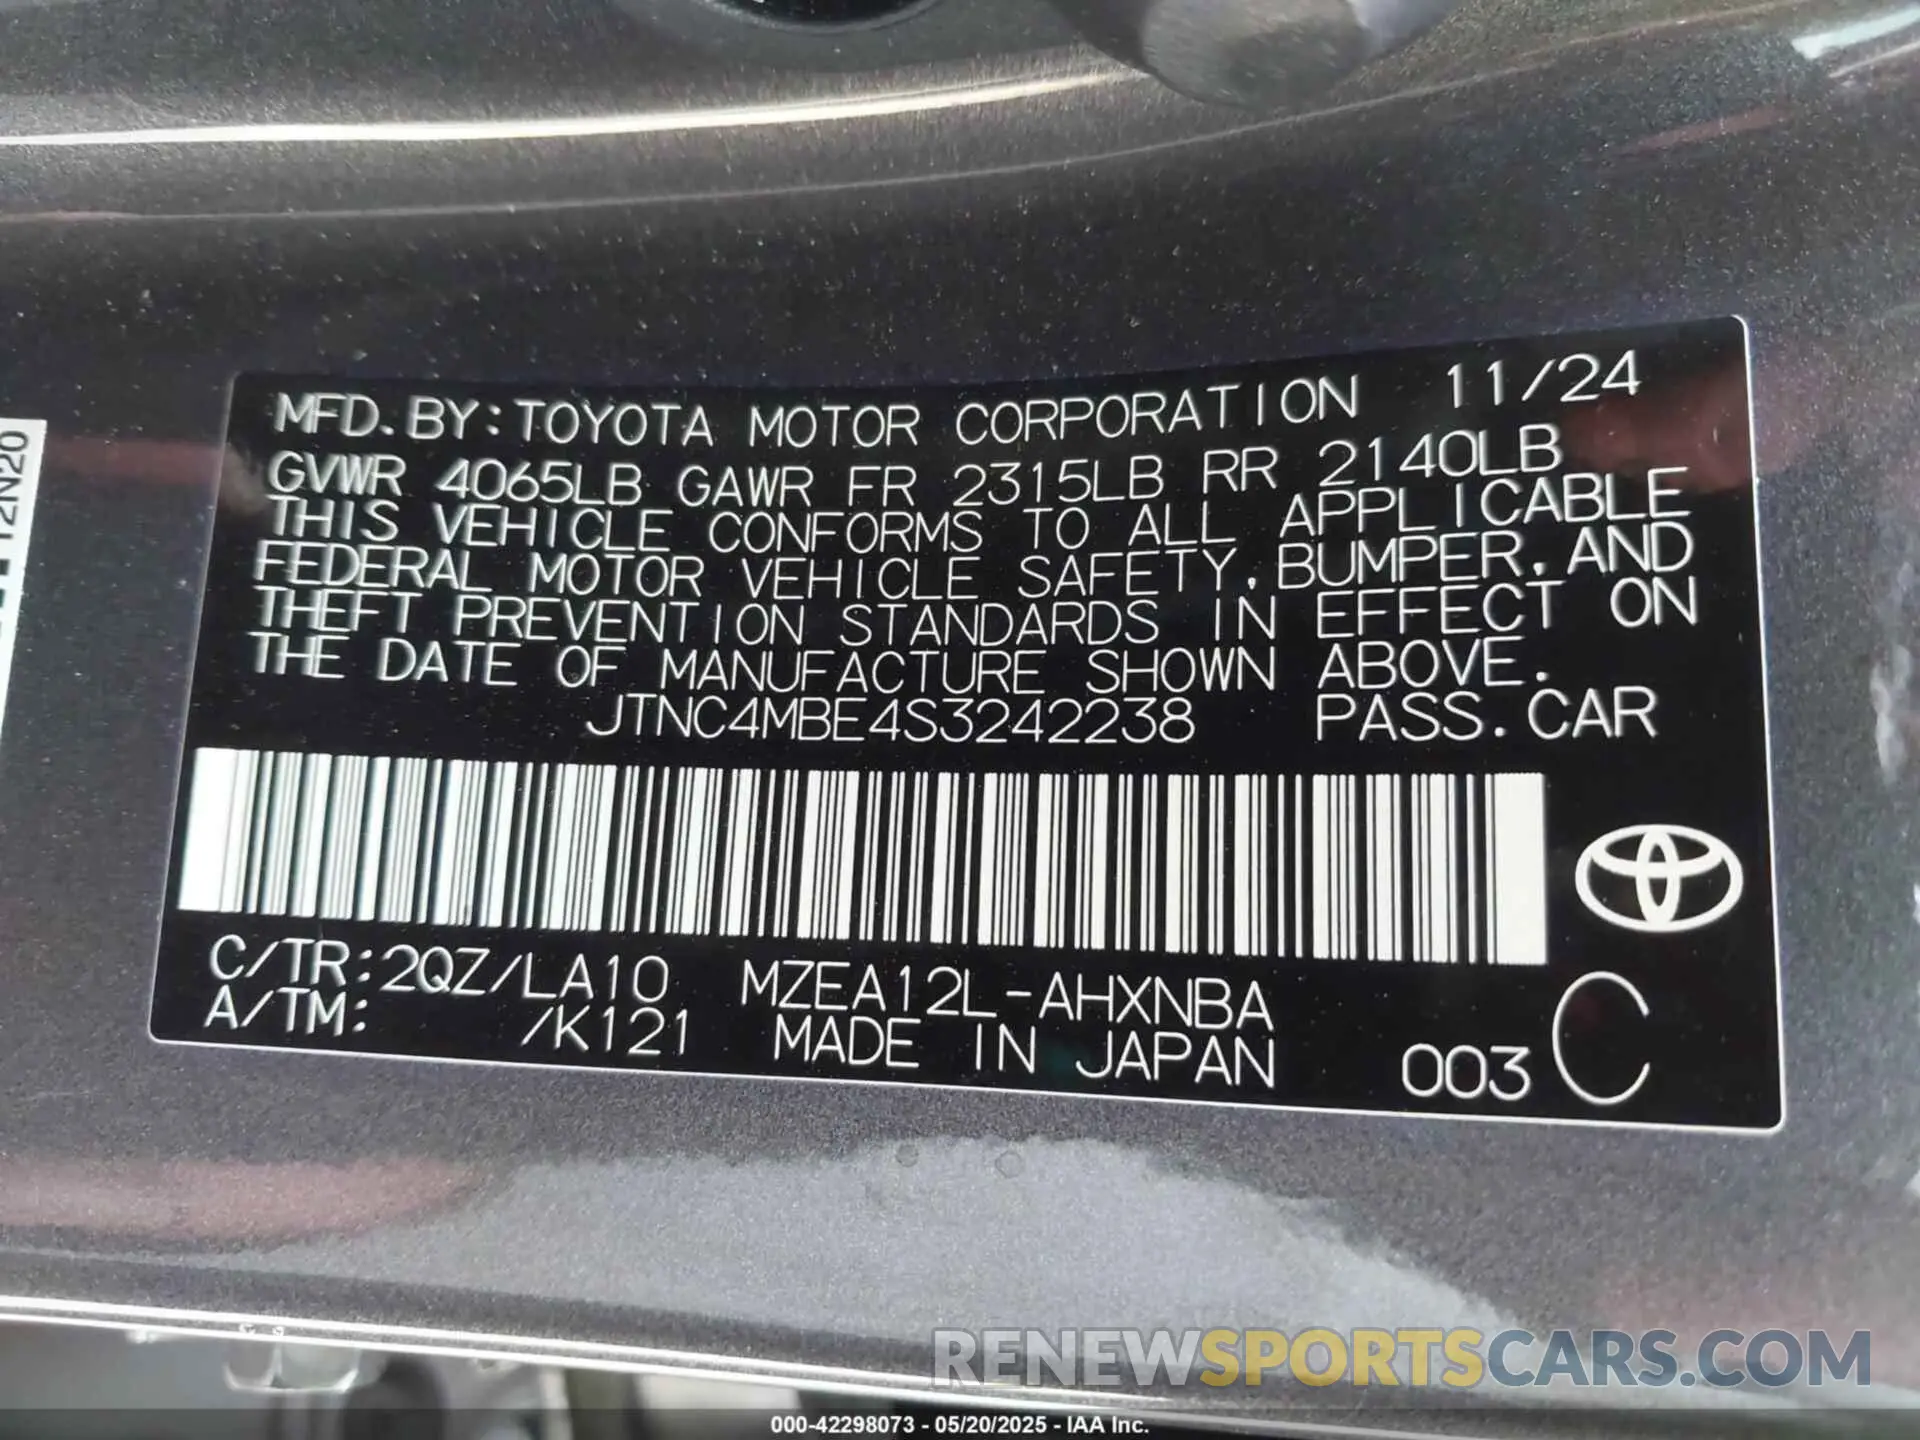 MFD. BY: TOYOTA MOTOR CORPORATION 11/24
GVWR 4065LB GAWR FR 2315LB RR 2140LB
THIS VEHICLE CONFORMS TO ALL APPLICABLE
FEDERAL MOTOR VEHICLE SAFETY, BUMPER, AND
THEFT PREVENTION STANDARDS IN EFFECT ON
THE DATE OF MANUFACTURE SHOWN ABOVE.
JTNC4MBE4S3242238 PASS. CAR
C/TR: 2QZ/LA10 MZEA12L-AHXNBA
A/TM: /K121 MADE IN JAPAN 003 C
RENEWSPORTSCARS.COM
000-42298073 - 05/20/2025 - IAA Inc.